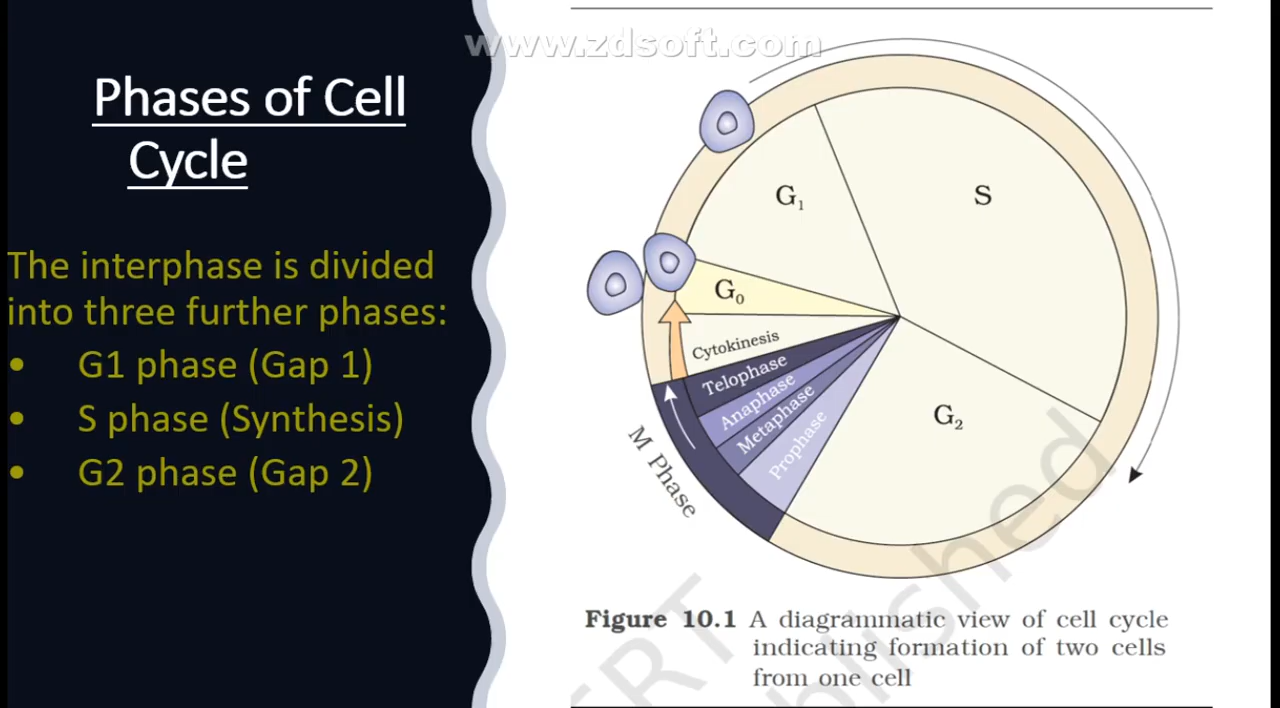 www.zdsoft.com
Phases of Cell
Cycle
The interphase is divided
into three further phases:
• G1 phase (Gap 1)
• S phase (Synthesis)
• G2 phase (Gap 2)
G₁
S
G₀
Cytokinesis
Telophase
Anaphase
Metaphase
Prophase
G₂
M Phase
Figure 10.1 A diagrammatic view of cell cycle
indicating formation of two cells
from one cell